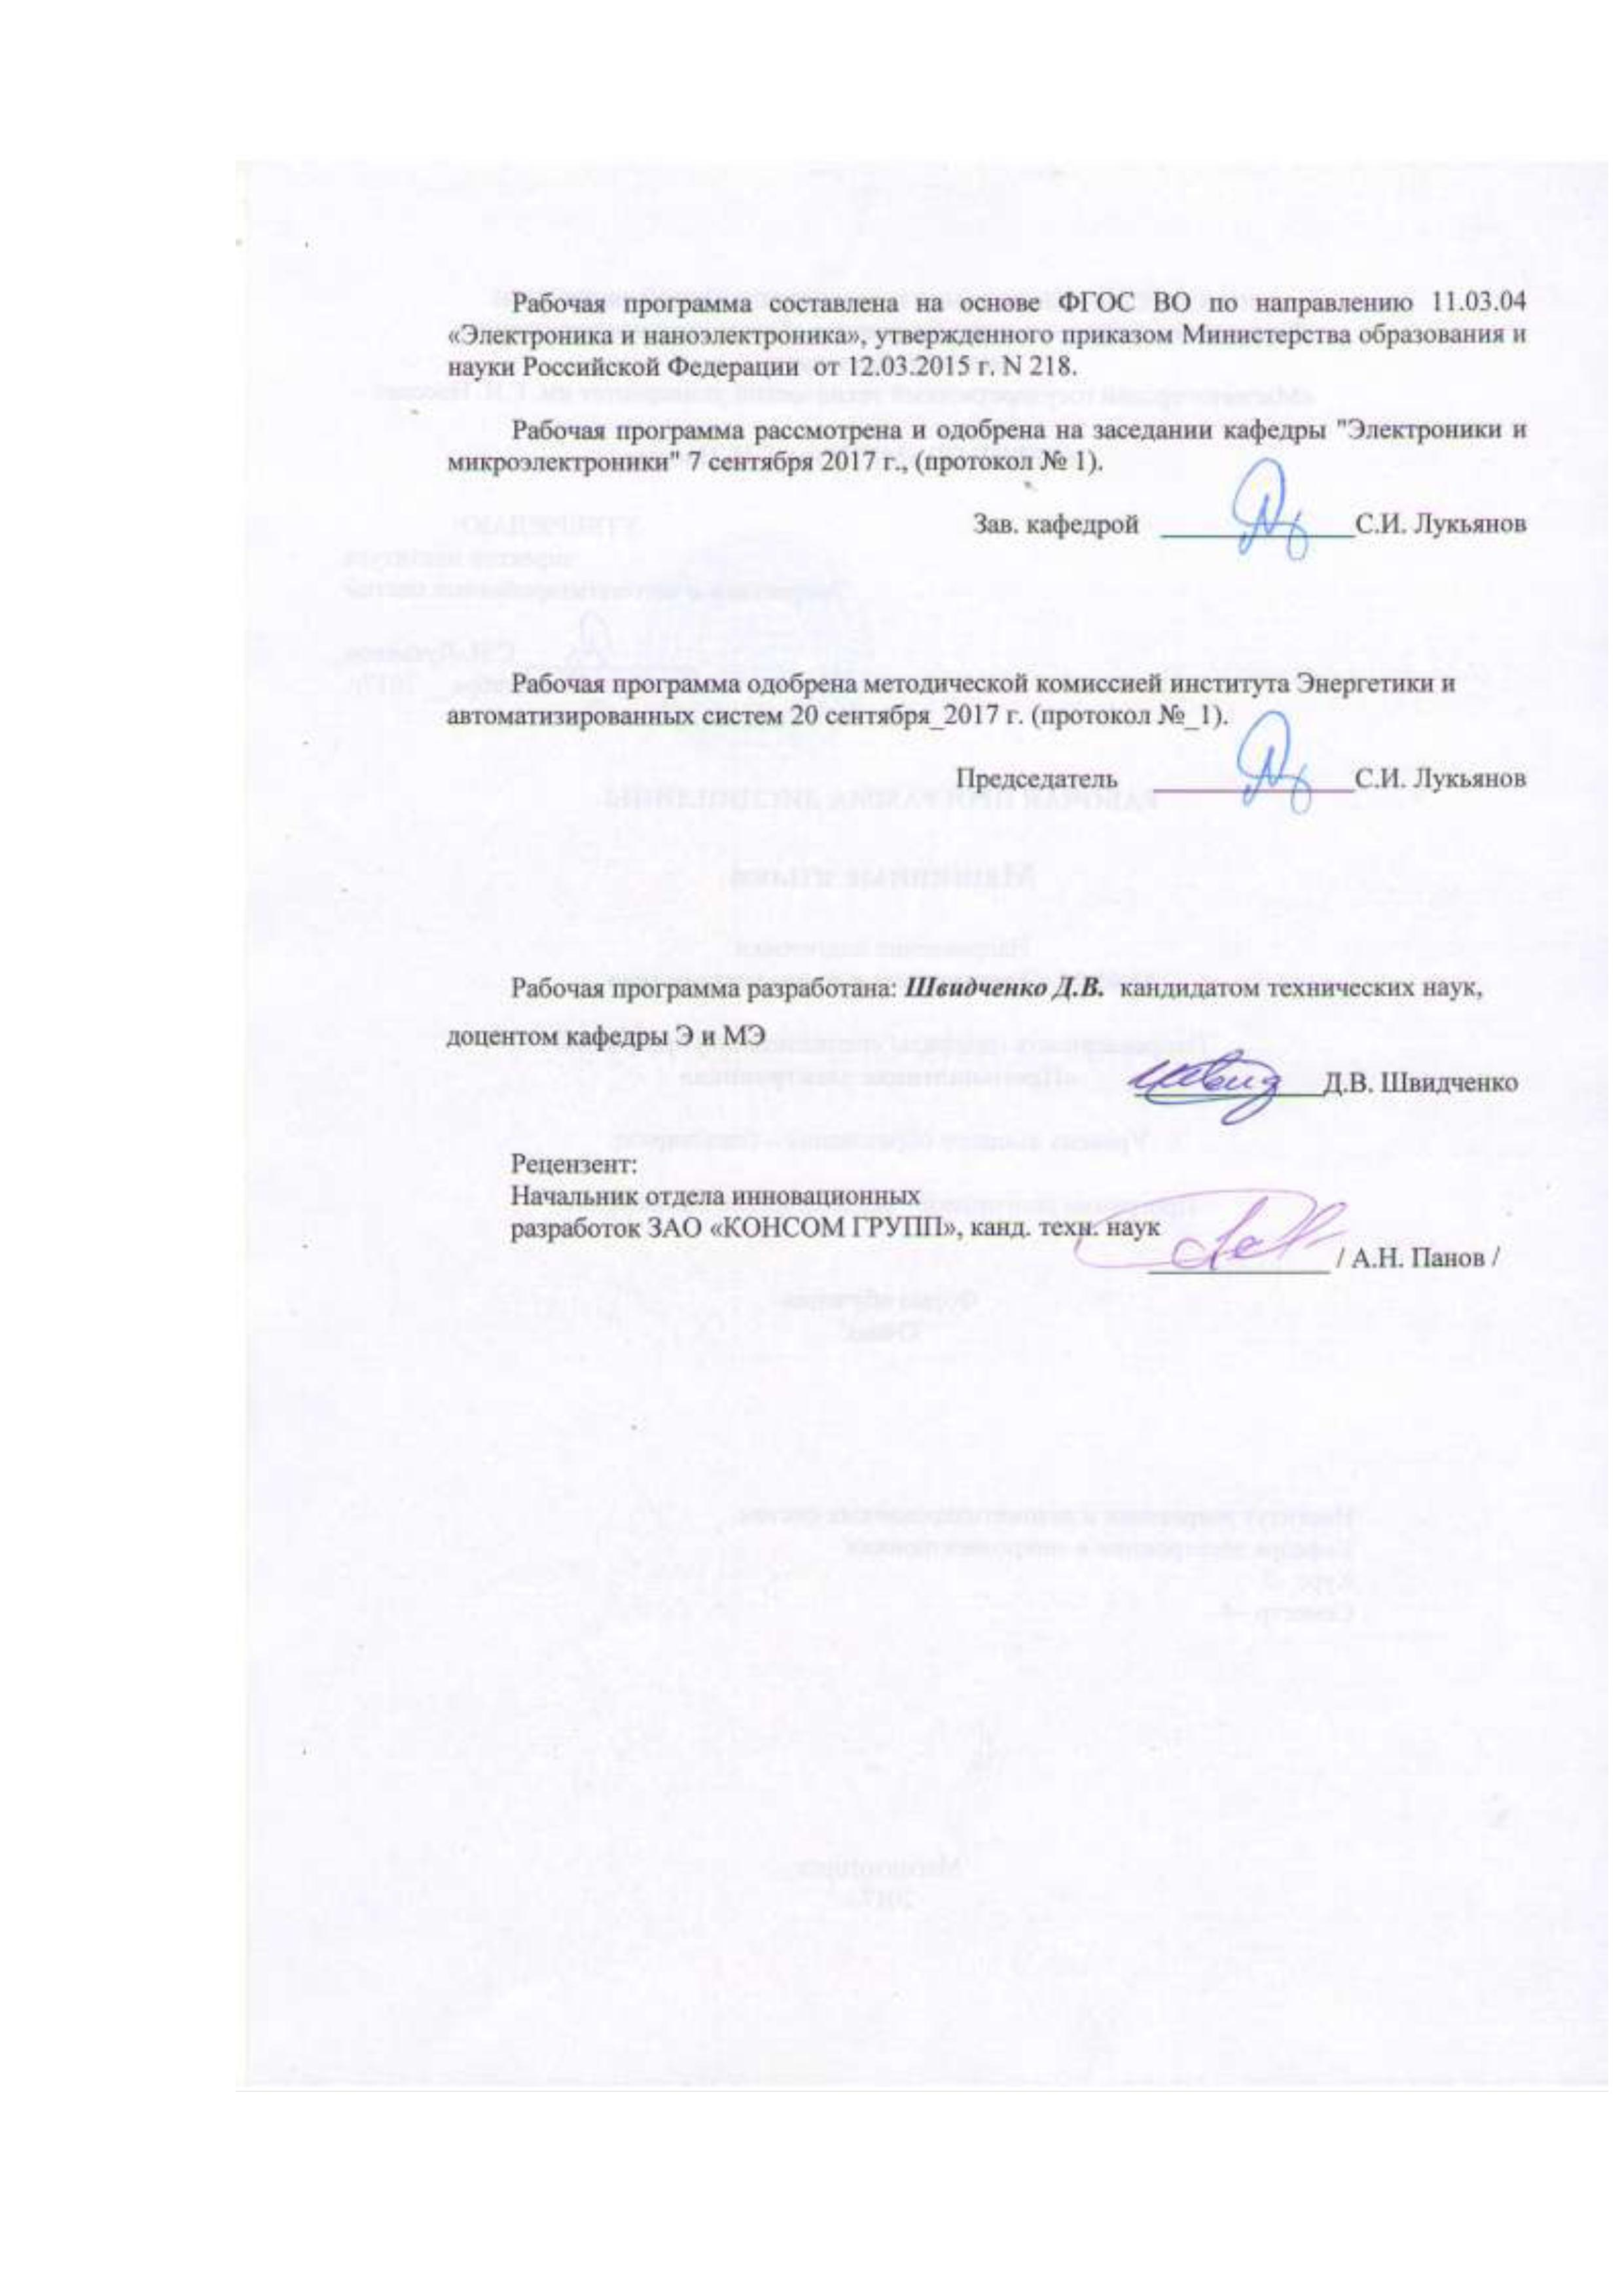 Рабочая программа составлена на основе ФГОС ВО по направлению 11.03.04
«Электроника и наноэлектроника», утвержденного приказом Министерства образования и
науки Российской Федерации от 12.03.2015 г. N 218.
Рабочая программа рассмотрена и одобрена на заседании кафедры "Электроники и
микроэлектроники" 7 сентября 2017 г., (протокол № 1).
Зав. кафедрой ______________С.И. Лукьянов
Рабочая программа одобрена методической комиссией института Энергетики и
автоматизированных систем 20 сентября_2017 г. (протокол №_1).
Председатель ______________С.И. Лукьянов
Рабочая программа разработана: Швидченко Д.В. кандидатом технических наук,
доцентом кафедры Э и МЭ
______________Д.В. Швидченко
Рецензент:
Начальник отдела инновационных
разработок ЗАО «КОНСОМ ГРУПП», канд. техн. наук
______________/ А.Н. Панов /